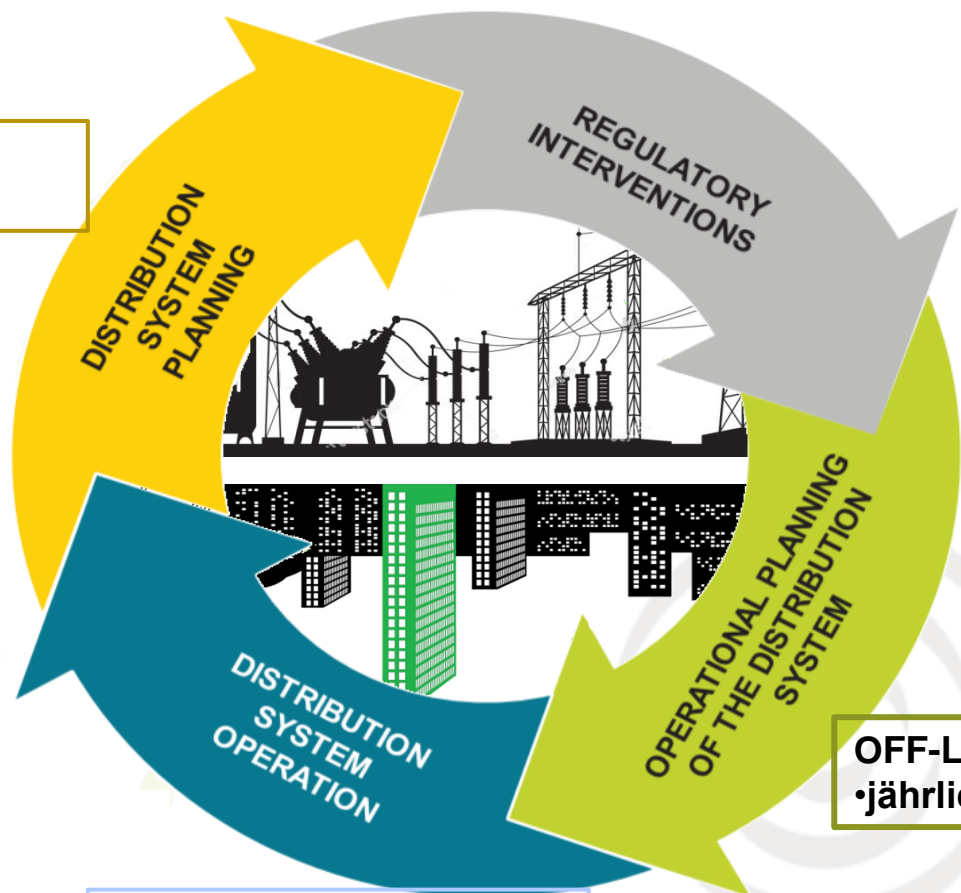 REGULATORY
INTERVENTIONS
DISTRIBUTION
SYSTEM
PLANNING
OPERATIONAL PLANNING
OF THE DISTRIBUTION
SYSTEM
DISTRIBUTION
SYSTEM
OPERATION
OFF-L
•jährlic